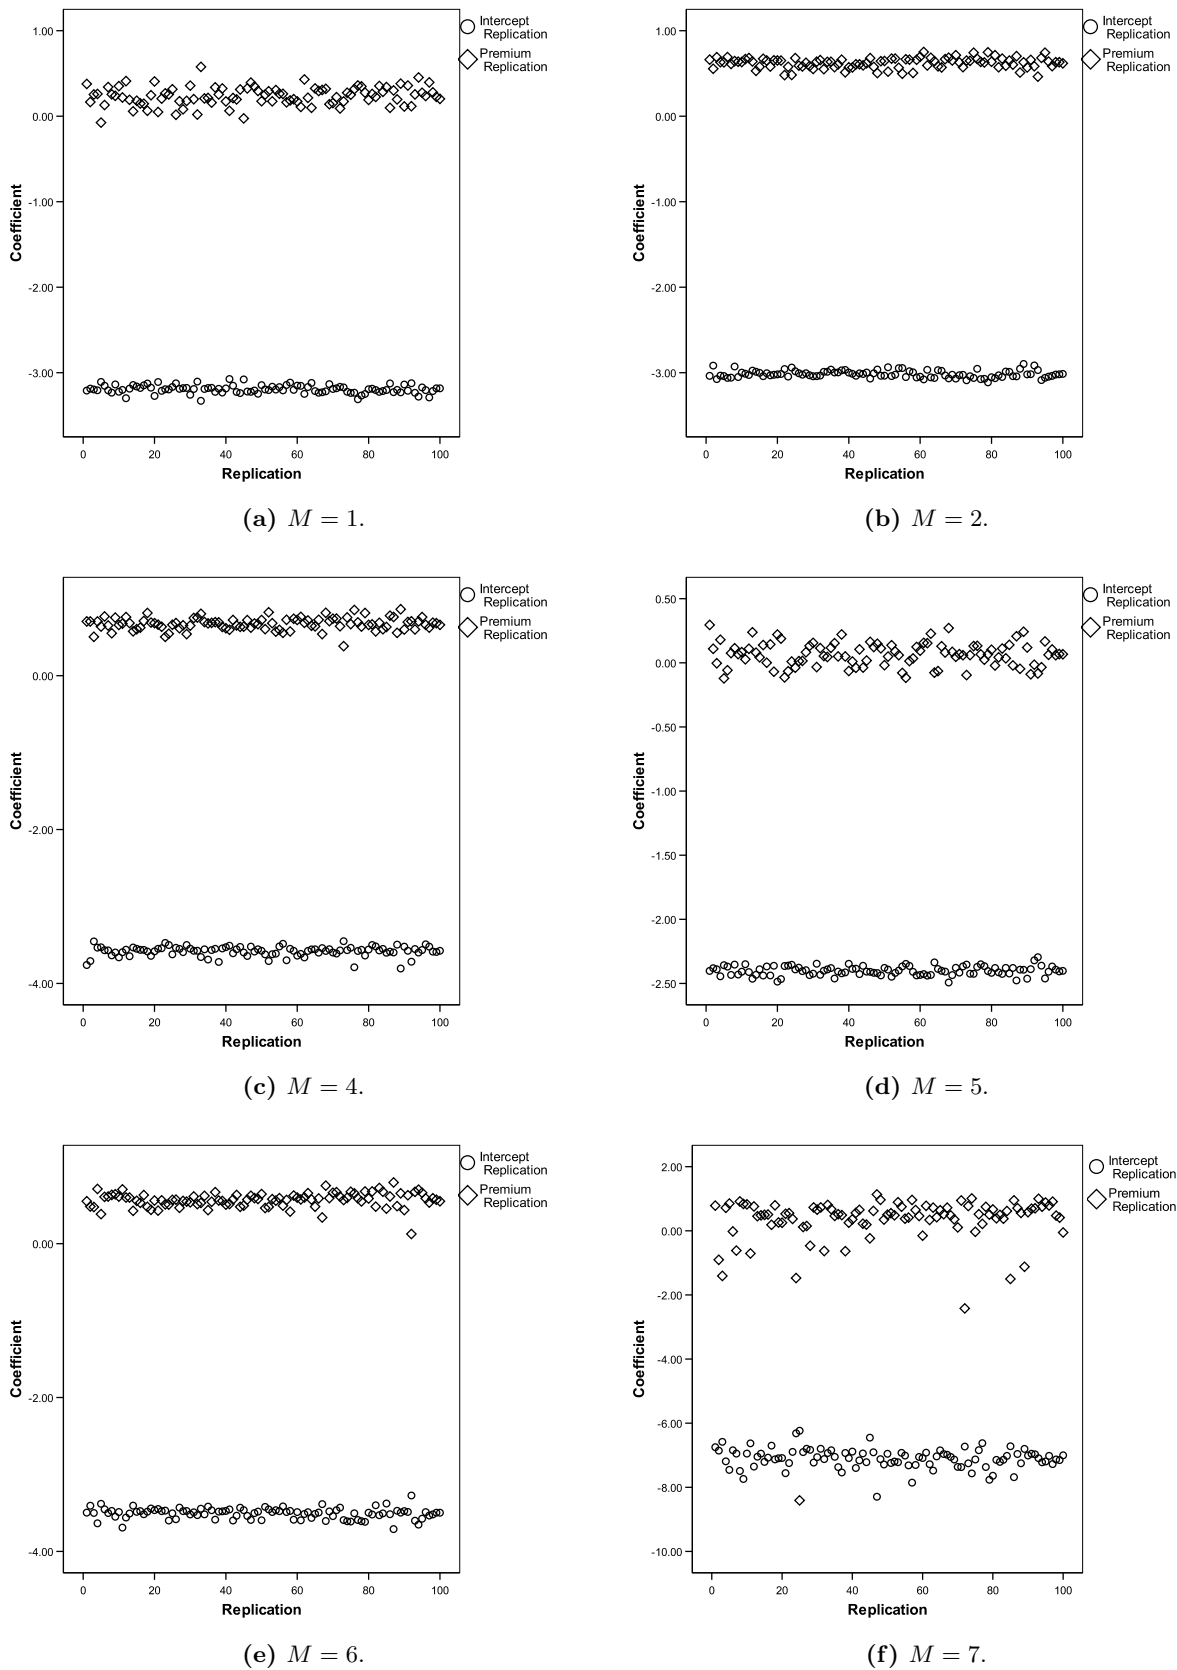 1.00
0.00
-1.00
-2.00
-3.00
Coefficient
0
20
40
60
80
100
Replication
Intercept
Replication
Premium
Replication
(a) M = 1.
1.00
0.00
-1.00
-2.00
-3.00
Coefficient
0
20
40
60
80
100
Replication
Intercept
Replication
Premium
Replication
(b) M = 2.
0.00
-2.00
-4.00
Coefficient
0
20
40
60
80
100
Replication
Intercept
Replication
Premium
Replication
(c) M = 4.
0.50
0.00
-0.50
-1.00
-1.50
-2.00
-2.50
Coefficient
0
20
40
60
80
100
Replication
Intercept
Replication
Premium
Replication
(d) M = 5.
0.00
-2.00
-4.00
Coefficient
0
20
40
60
80
100
Replication
Intercept
Replication
Premium
Replication
(e) M = 6.
2.00
0.00
-2.00
-4.00
-6.00
-8.00
-10.00
Coefficient
0
20
40
60
80
100
Replication
Intercept
Replication
Premium
Replication
(f) M = 7.